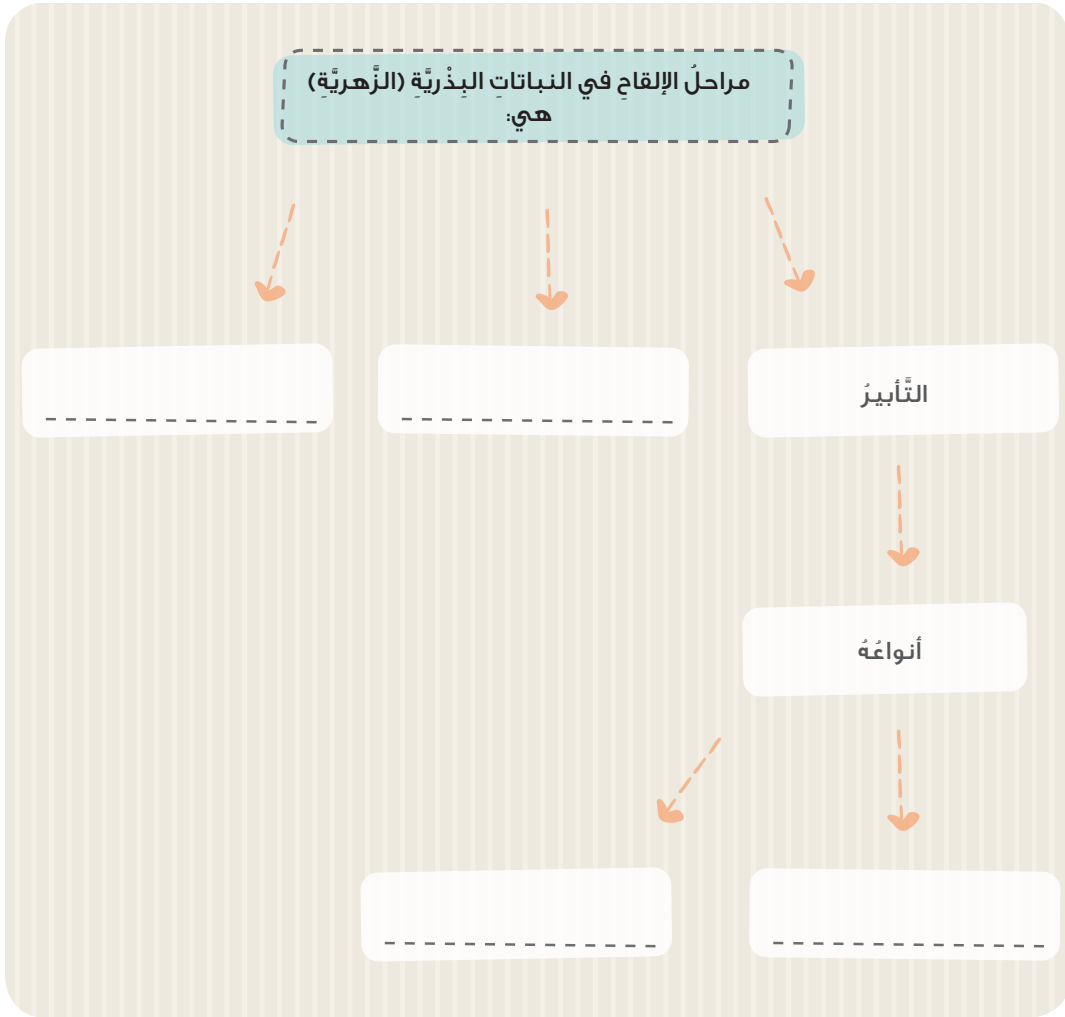 مراحلُ الإلقاحِ في النباتاتِ البِذْريَّةِ (الزَّهريَّةِ)
هي:
التَّأبيرُ
أنواعُهُ